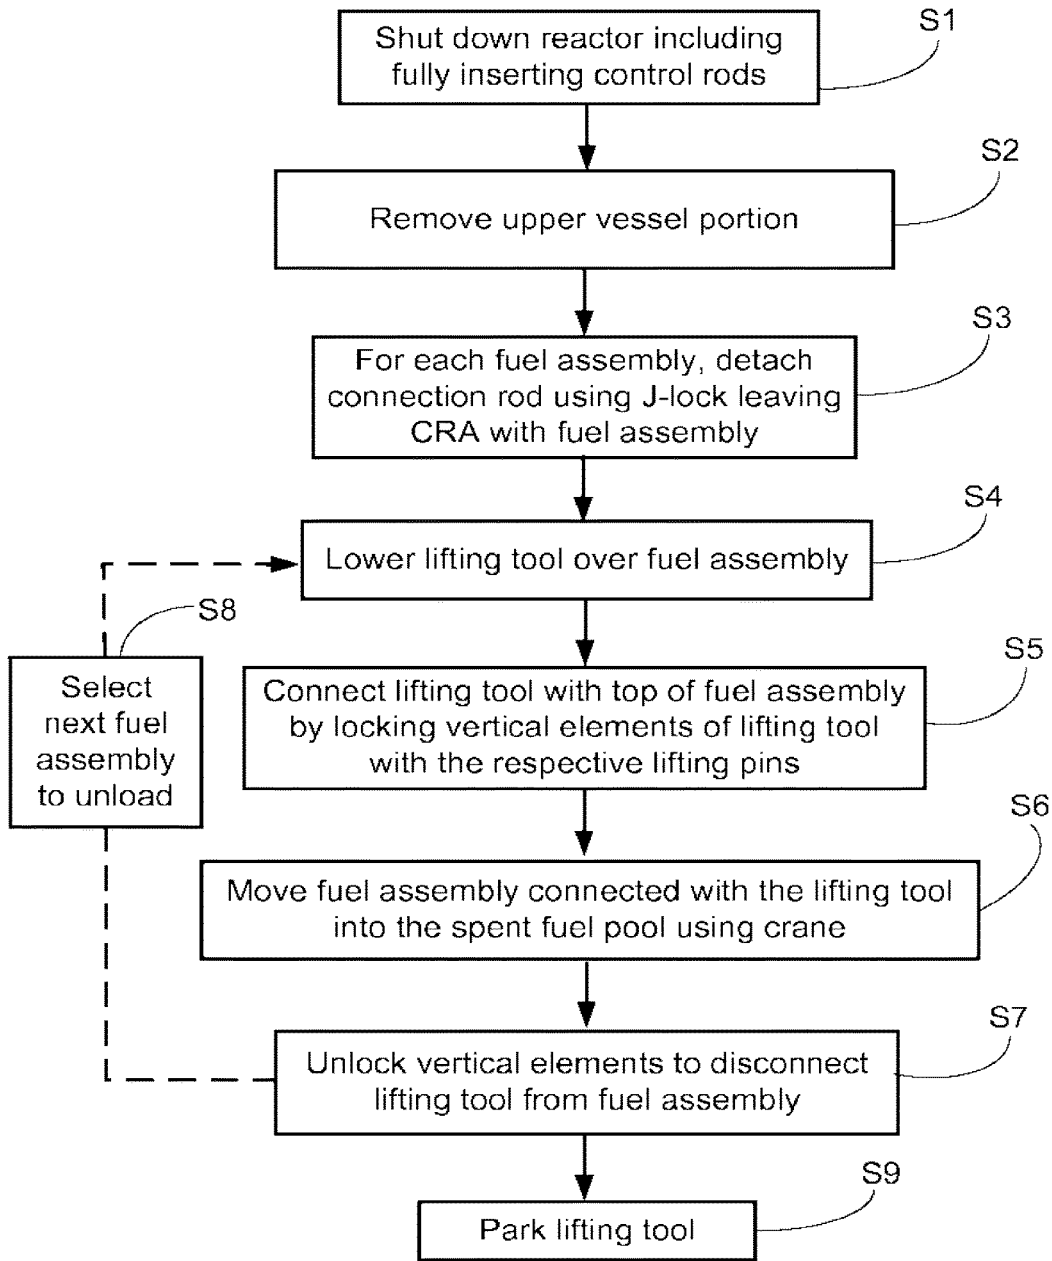 Shut down reactor including
fully inserting control rods
S1
Remove upper vessel portion
S2
For each fuel assembly, detach
connection rod using J-lock leaving
CRA with fuel assembly
S3
Lower lifting tool over fuel assembly
S4
Connect lifting tool with top of fuel assembly
by locking vertical elements of lifting tool
with the respective lifting pins
S5
Move fuel assembly connected with the lifting tool
into the spent fuel pool using crane
S6
Unlock vertical elements to disconnect
lifting tool from fuel assembly
S7
Select
next fuel
assembly
to unload
S8
Park lifting tool
S9